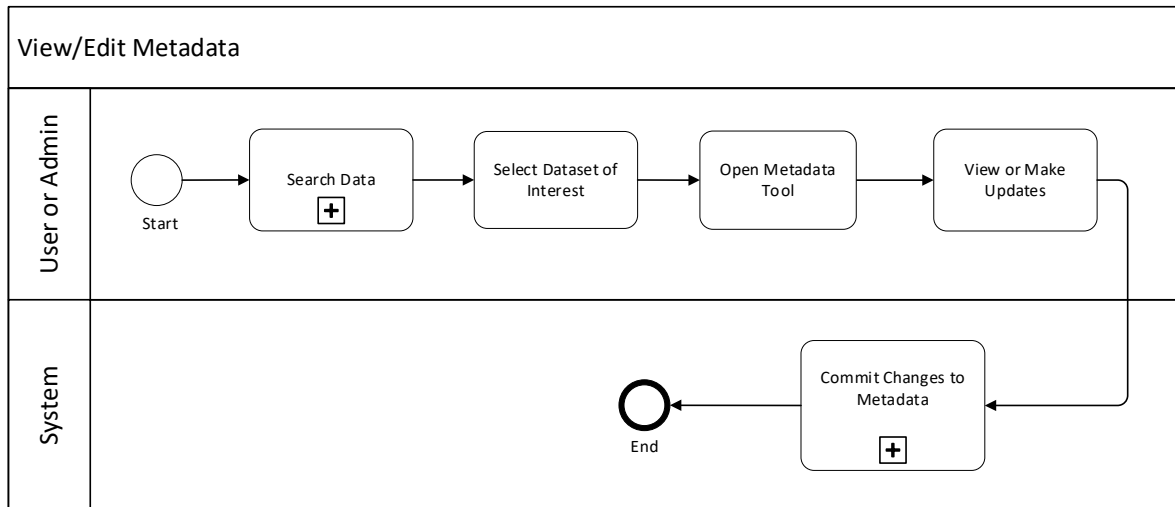 View/Edit Metadata
User or Admin
Start
Search Data
Select Dataset of
Interest
Open Metadata
Tool
View or Make
Updates
System
End
Commit Changes to
Metadata